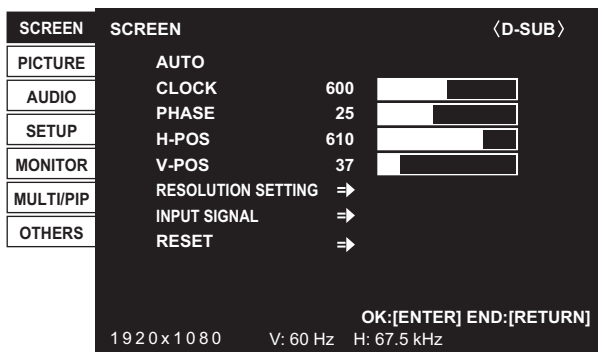 SCREEN
PICTURE
AUDIO
SETUP
MONITOR
MULTI/PIP
OTHERS
SCREEN 〈D-SUB〉
AUTO
CLOCK 600
PHASE 25
H-POS 610
V-POS 37
RESOLUTION SETTING
INPUT SIGNAL
RESET
OK:[ENTER] END:[RETURN]
1920x1080 V: 60 Hz H: 67.5 kHz